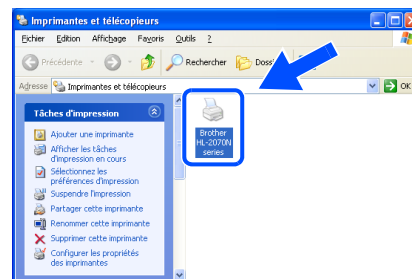 Imprimantes et télécopieurs
Fichier Edition Affichage Favoris Outils ?
Précédente Rechercher Doss
Adresse Imprimantes et télécopieurs OK
Tâches d'impression
Ajouter une imprimante
Afficher les tâches
d'impression en cours
Sélectionnez les
préférences d'impression
Suspendre l'impression
Partager cette imprimante
Renommer cette imprimante
Supprimer cette imprimante
Configurer les propriétés
des imprimantes
Brother
HL-2070N
series